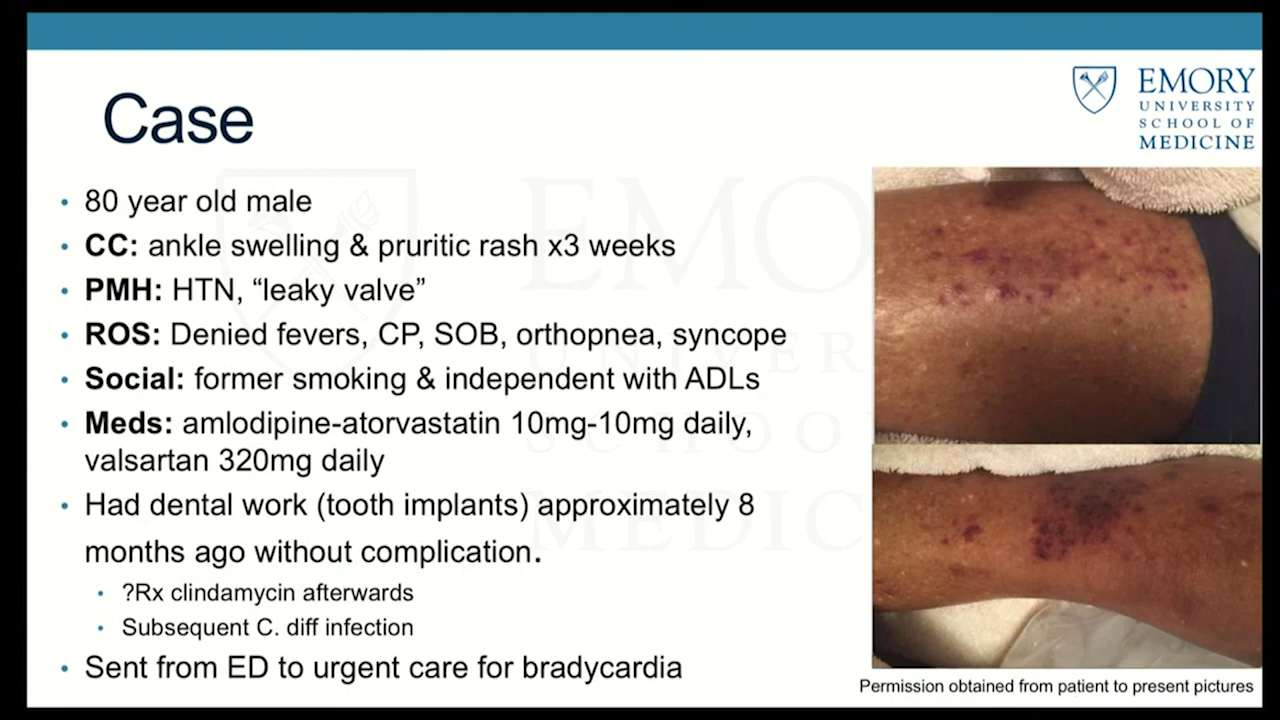 Case
EMORY
UNIVERSITY
SCHOOL OF
MEDICINE
• 80 year old male
• CC: ankle swelling & pruritic rash x3 weeks
• PMH: HTN, “leaky valve”
• ROS: Denied fevers, CP, SOB, orthopnea, syncope
• Social: former smoking & independent with ADLs
• Meds: amlodipine-atorvastatin 10mg-10mg daily,
valsartan 320mg daily
• Had dental work (tooth implants) approximately 8
months ago without complication.
• ?Rx clindamycin afterwards
• Subsequent C. diff infection
• Sent from ED to urgent care for bradycardia
Permission obtained from patient to present pictures